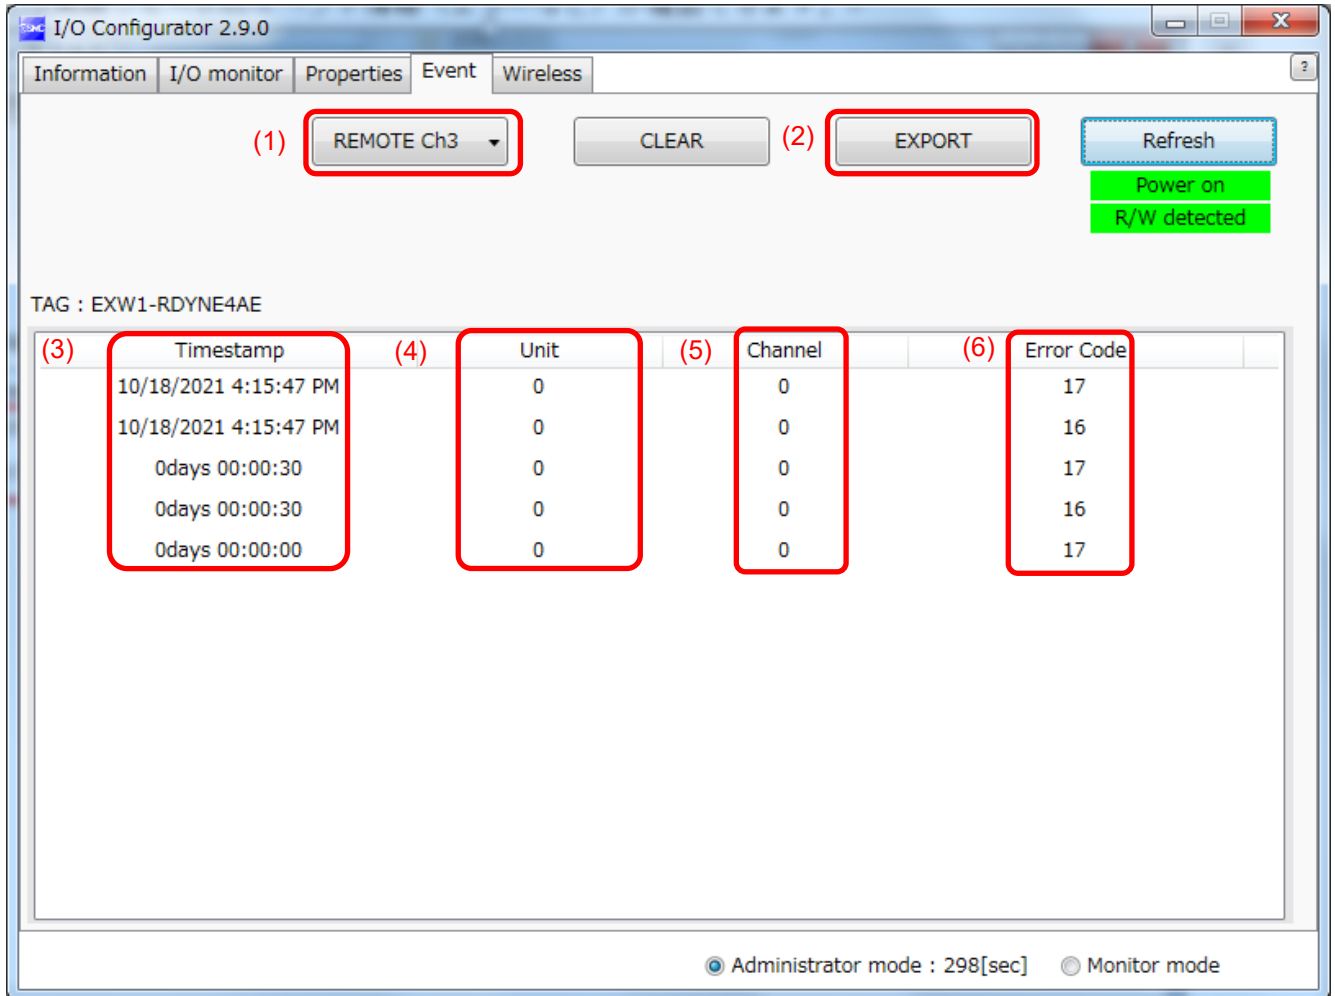 I/O Configurator 2.9.0
Information I/O monitor Properties Event Wireless ?
(1) REMOTE Ch3 CLEAR (2) EXPORT Refresh
Power on
R/W detected
TAG : EXW1-RDYNE4AE
(3) Timestamp (4) Unit (5) Channel (6) Error Code
10/18/2021 4:15:47 PM 0 0 17
10/18/2021 4:15:47 PM 0 0 16
0days 00:00:30 0 0 17
0days 00:00:30 0 0 16
0days 00:00:00 0 0 17
Administrator mode : 298[sec] Monitor mode